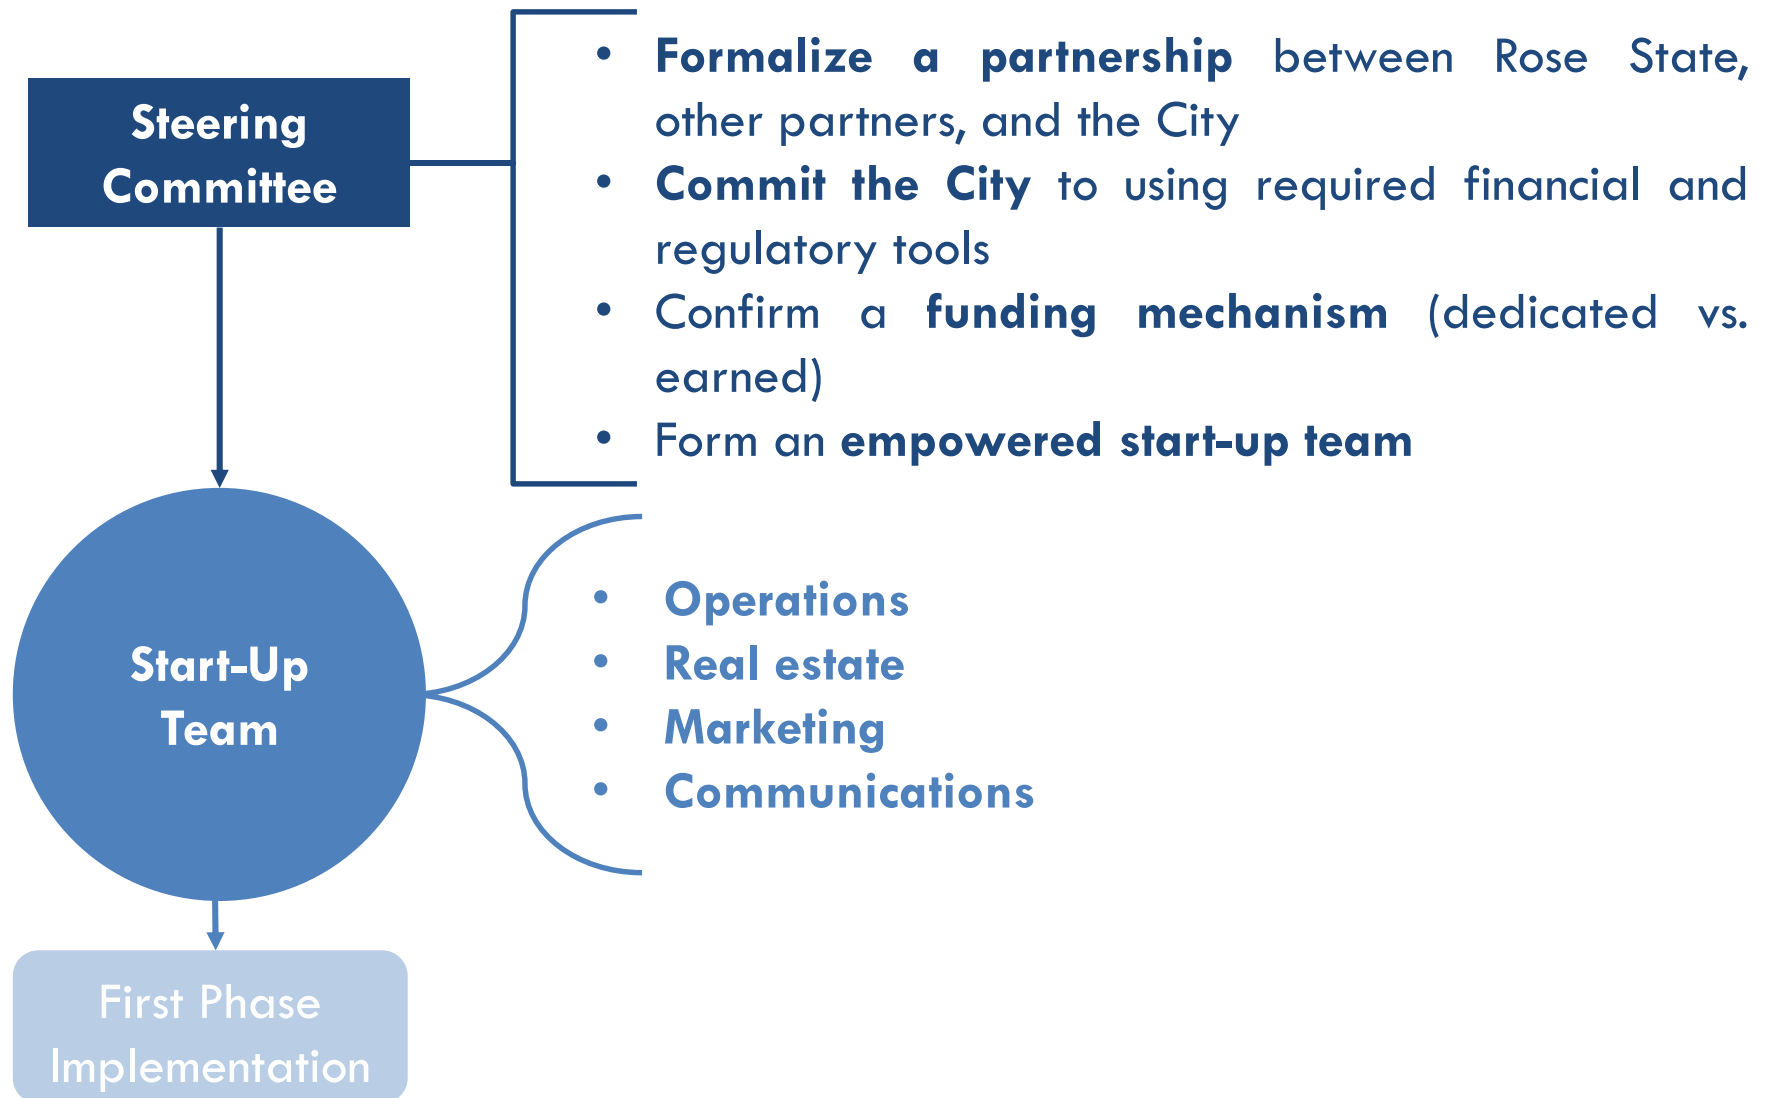 Steering
Committee
• Formalize a partnership between Rose State,
other partners, and the City
• Commit the City to using required financial and
regulatory tools
• Confirm a funding mechanism (dedicated vs.
earned)
• Form an empowered start-up team
Start-Up
Team
• Operations
• Real estate
• Marketing
• Communications
First Phase
Implementation